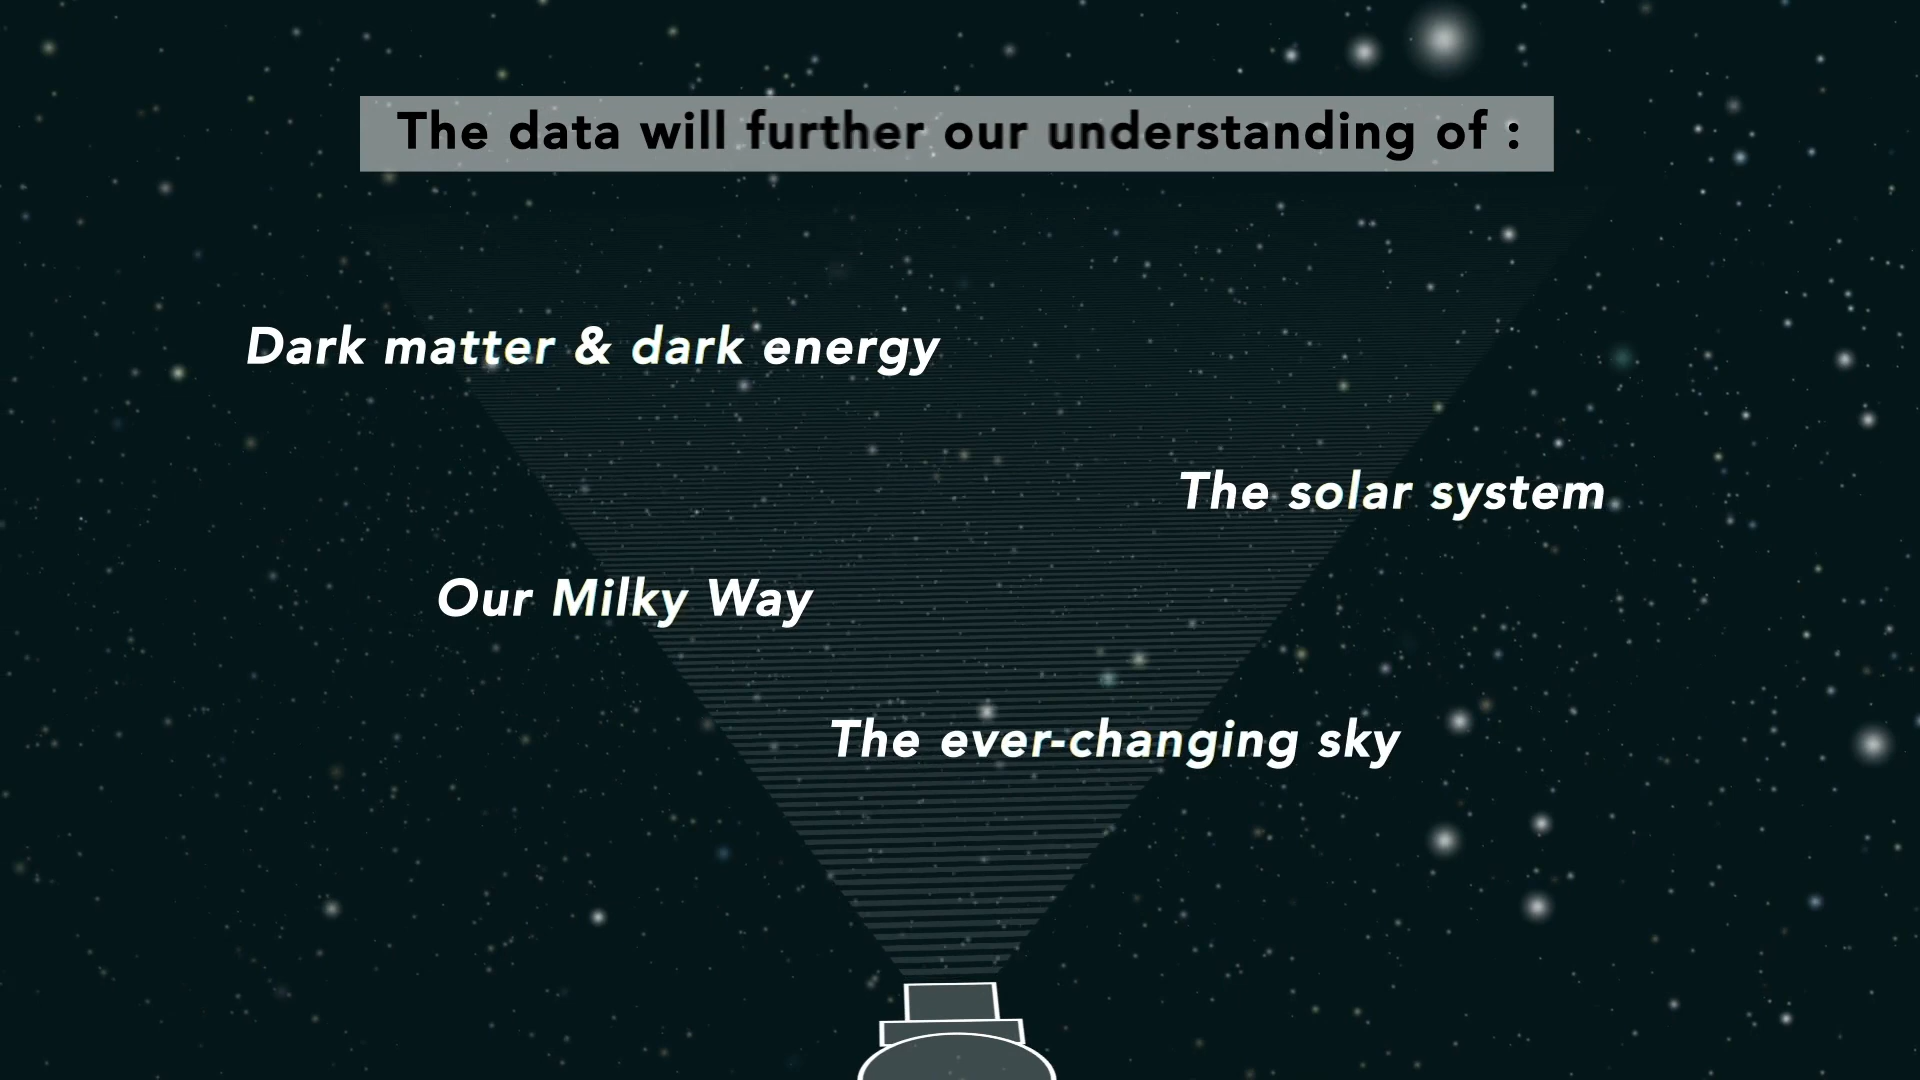 The data will further our understanding of :
Dark matter & dark energy
The solar system
Our Milky Way
The ever-changing sky